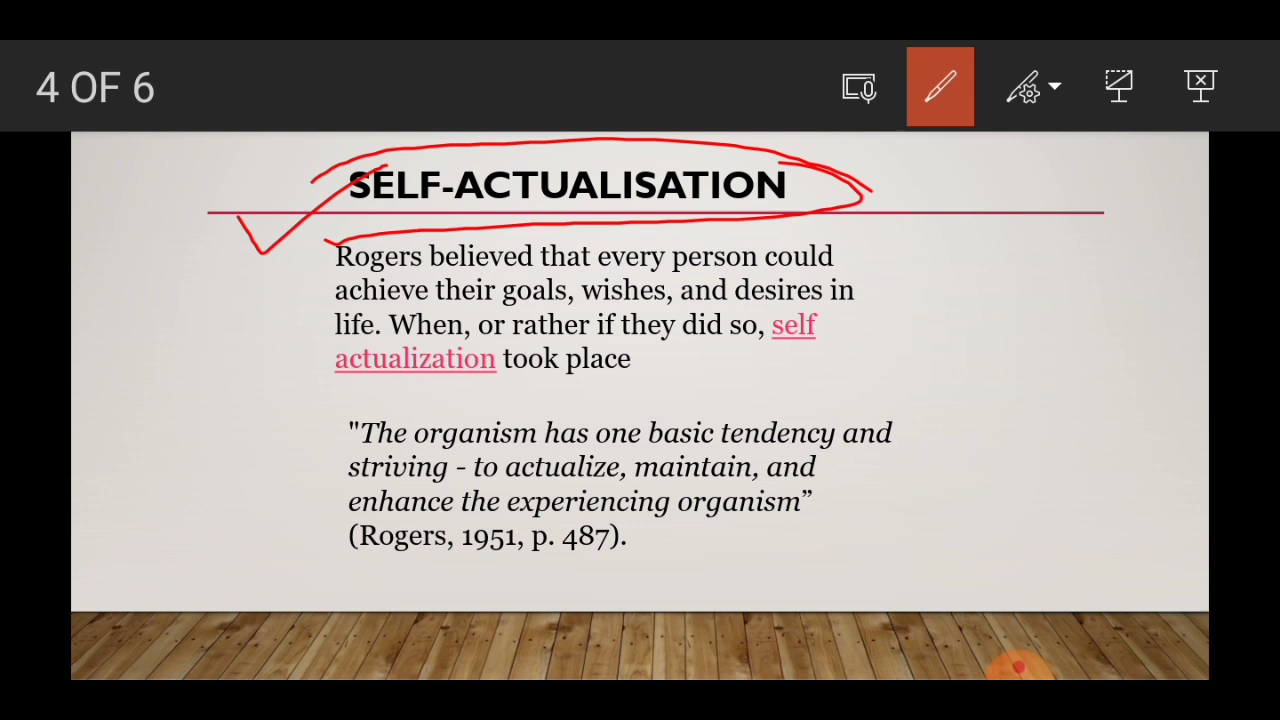 4 OF 6
SELF-ACTUALISATION
Rogers believed that every person could
achieve their goals, wishes, and desires in
life. When, or rather if they did so, self
actualization took place
"The organism has one basic tendency and
striving - to actualize, maintain, and
enhance the experiencing organism”
(Rogers, 1951, p. 487).